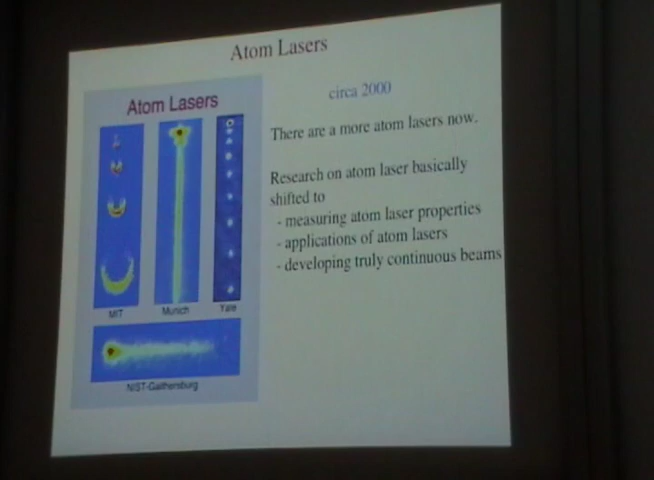 Atom Lasers
Atom Lasers
MIT
Munich
Yale
NIST-Gaithersburg
circa 2000
There are a more atom lasers now.
Research on atom laser basically
shifted to
- measuring atom laser properties
- applications of atom lasers
- developing truly continuous beams